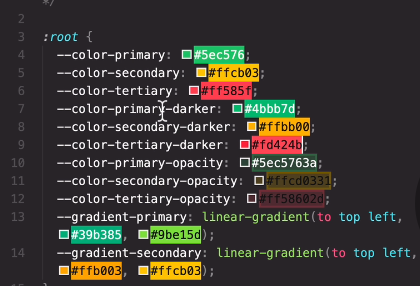 */
2
3 :root {
4 --color-primary: #5ec576;
5 --color-secondary: #ffcb03;
6 --color-tertiary: #ff585f;
7 --color-primary-darker: #4bbb7d;
8 --color-secondary-darker: #ffbb00;
9 --color-tertiary-darker: #fd424b;
10 --color-primary-opacity: #5ec5763a;
11 --color-secondary-opacity: #ffcd0331;
12 --color-tertiary-opacity: #ff58602d;
13 --gradient-primary: linear-gradient(to top left,
#39b385, #9be15d);
14 --gradient-secondary: linear-gradient(to top left,
#ffb003, #ffcb03);